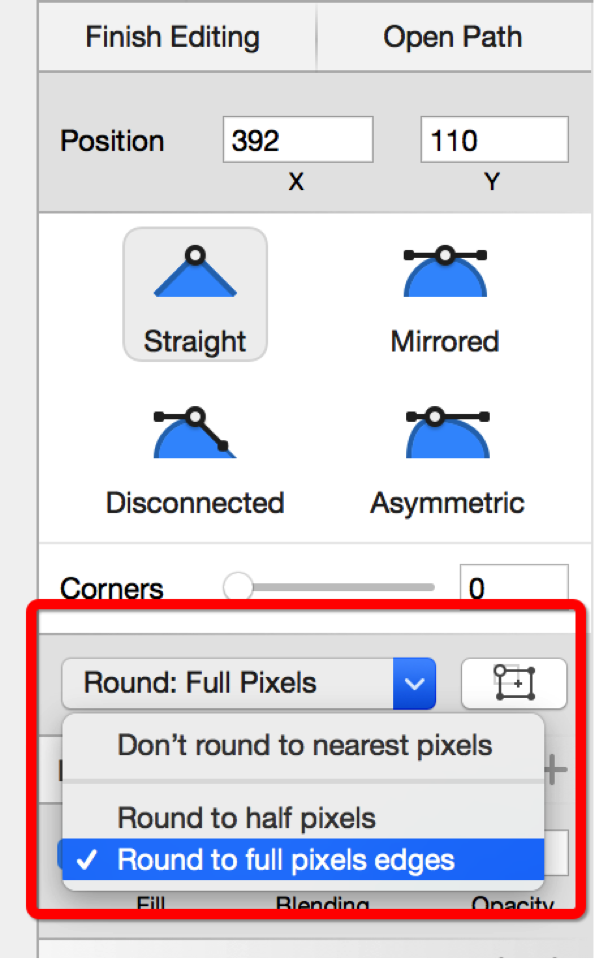 Finish Editing Open Path
Position 392 110
X Y
Straight Mirrored
Disconnected Asymmetric
Corners 0
Round: Full Pixels
Don't round to nearest pixels
Round to half pixels
Round to full pixels edges
Fill Blending Opacity